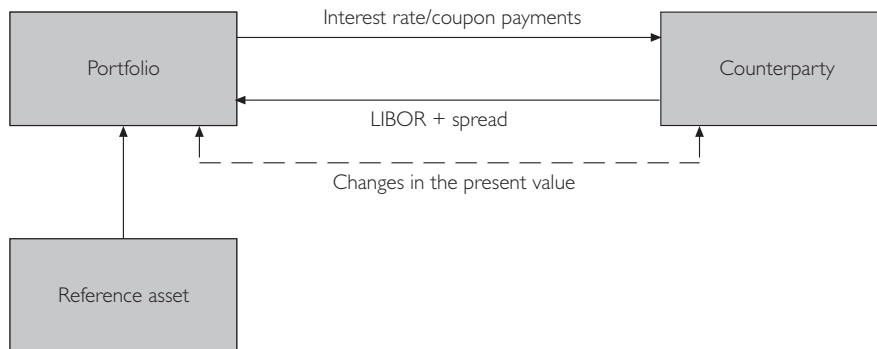 Interest rate/coupon payments
Portfolio
Counterparty
LIBOR + spread
Changes in the present value
Reference asset